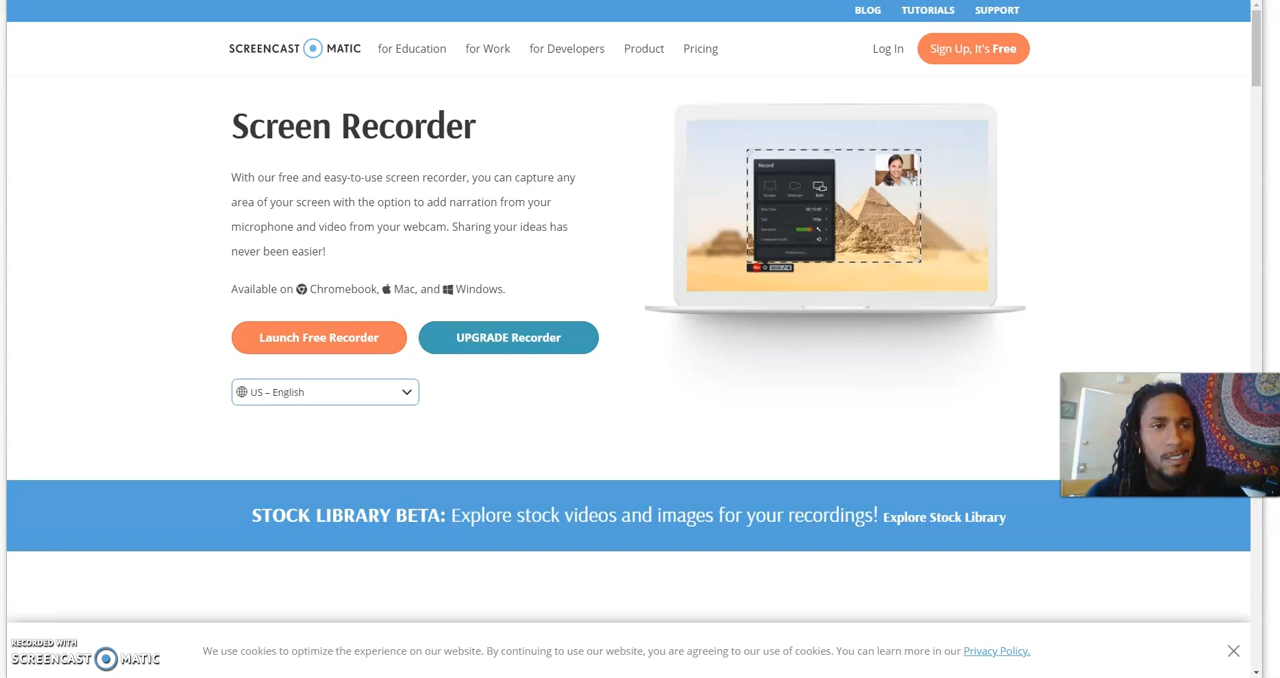 BLOG TUTORIALS SUPPORT
SCREENCAST MATIC for Education for Work for Developers Product Pricing Log In Sign Up, It's Free
Screen Recorder
With our free and easy-to-use screen recorder, you can capture any
area of your screen with the option to add narration from your
microphone and video from your webcam. Sharing your ideas has
never been easier!
Available on Chromebook, Mac, and Windows.
Launch Free Recorder UPGRADE Recorder
US – English
Record
Screen Webcam Both
STOCK LIBRARY BETA: Explore stock videos and images for your recordings! Explore Stock Library
We use cookies to optimize the experience on our website. By continuing to use our website, you are agreeing to our use of cookies. You can learn more in our Privacy Policy.
RECORDED WITH
SCREENCAST MATIC